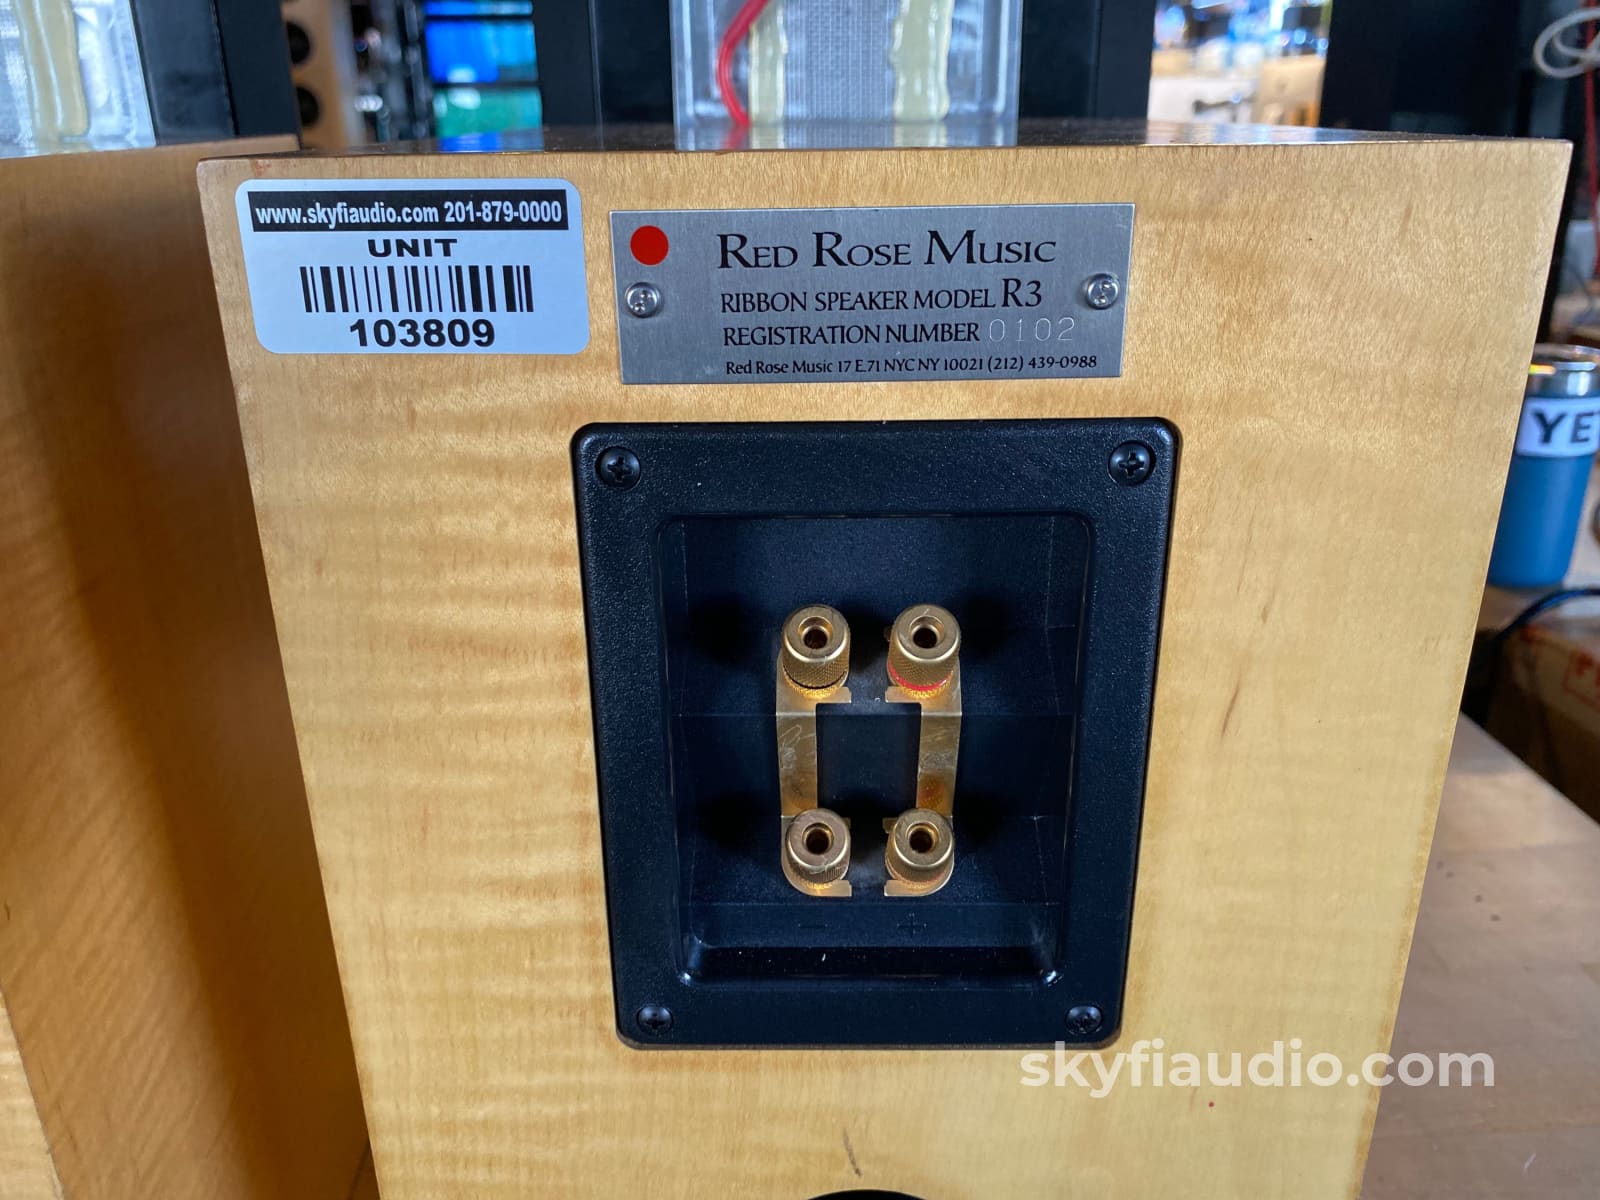 www.skyfiaudio.com 201-879-0000
UNIT
103809
RED ROSE MUSIC
RIBBON SPEAKER MODEL R3
REGISTRATION NUMBER 0102
Red Rose Music 17 E.71 NYC NY 10021 (212) 439-0988
YE
- +
skyfiaudio.com